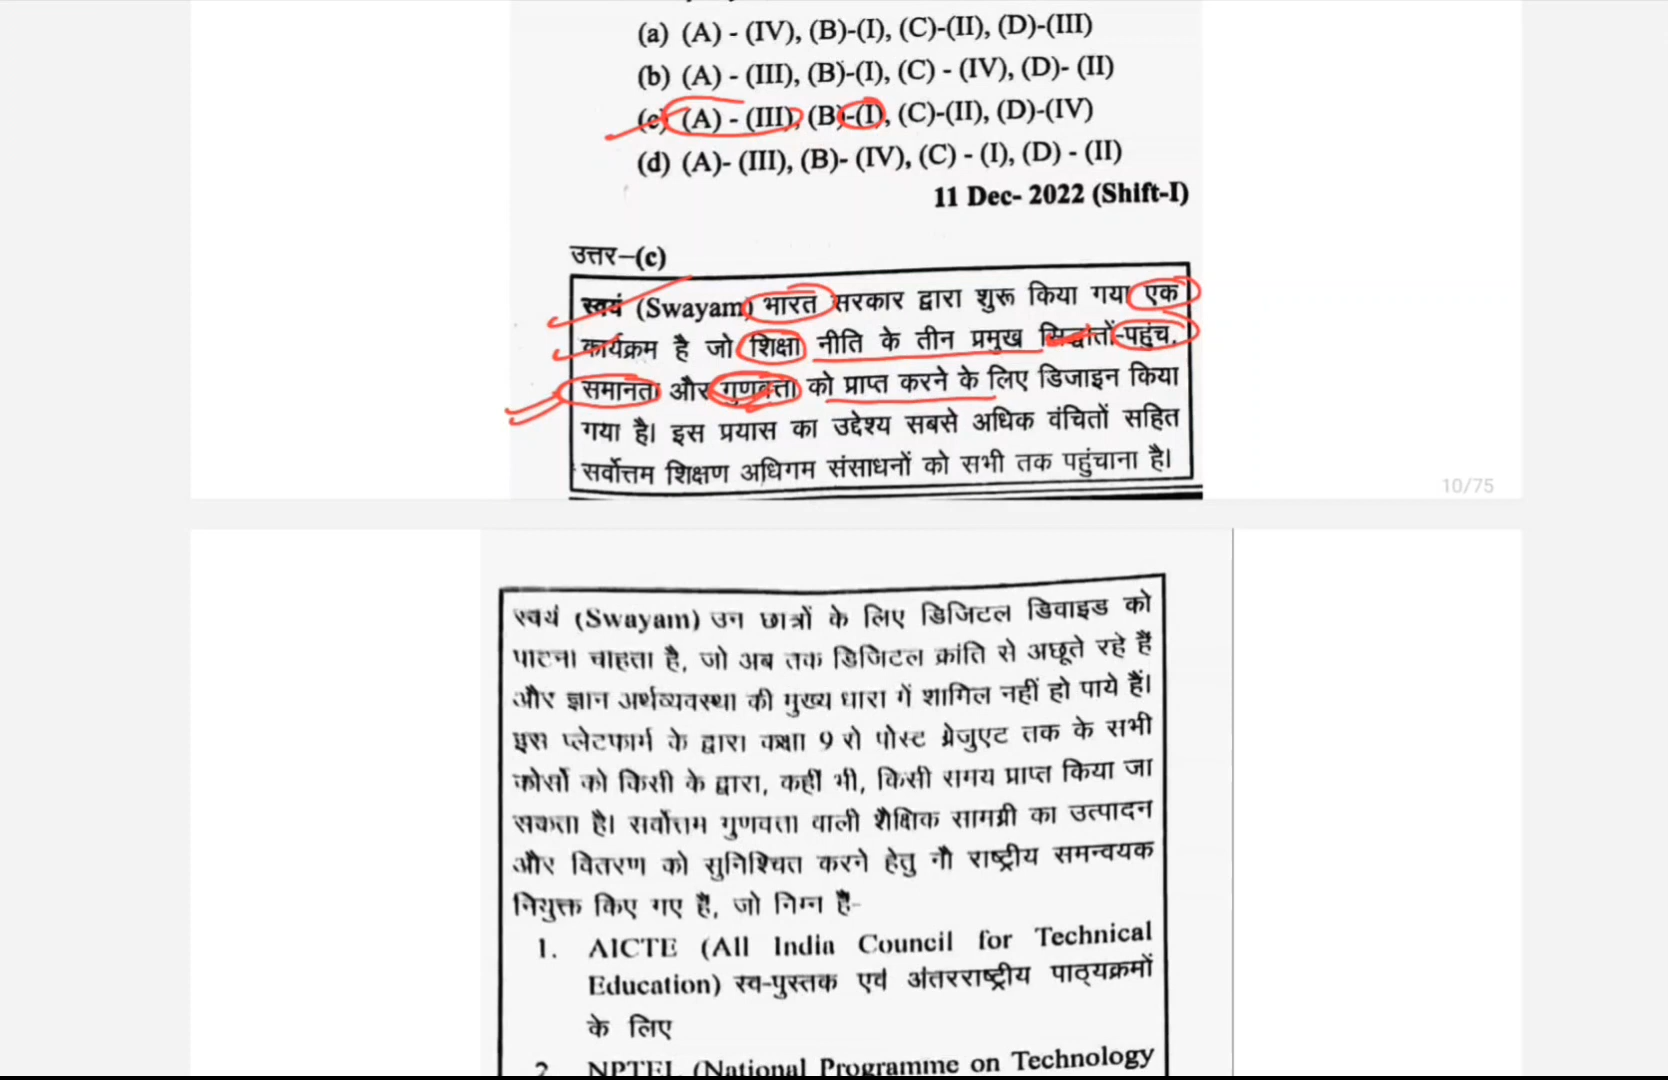 (a) (A) - (IV), (B)-(I), (C)-(II), (D)-(III)
(b) (A) - (III), (B)-(I), (C) - (IV), (D)- (II)
(c) (A) - (III), (B)-(I), (C)-(II), (D)-(IV)
(d) (A)- (III), (B)- (IV), (C) - (I), (D) - (II)
11 Dec- 2022 (Shift-I)
उत्तर–(c)
स्वयं (Swayam) भारत सरकार द्वारा शुरू किया गया एक
कार्यक्रम है जो शिक्षा नीति के तीन प्रमुख सिद्धांतों-पहुंच,
समानता और गुणवत्ता को प्राप्त करने के लिए डिजाइन किया
गया है। इस प्रयास का उद्देश्य सबसे अधिक वंचितों सहित
सर्वोत्तम शिक्षण अधिगम संसाधनों को सभी तक पहुंचाना है।
10/75
स्वयं (Swayam) उन छात्रों के लिए डिजिटल डिवाइड को
पाटना चाहता है, जो अब तक डिजिटल क्रांति से अछूते रहे हैं
और ज्ञान अर्थव्यवस्था की मुख्य धारा में शामिल नहीं हो पाये हैं।
इस प्लेटफार्म के द्वारा कक्षा 9 से पोस्ट ग्रेजुएट तक के सभी
कोर्सों को किसी के द्वारा, कहीं भी, किसी समय प्राप्त किया जा
सकता है। सर्वोत्तम गुणवत्ता वाली शैक्षिक सामग्री का उत्पादन
और वितरण को सुनिश्चित करने हेतु नौ राष्ट्रीय समन्वयक
नियुक्त किए गए हैं, जो निम्न हैं-
1. AICTE (All India Council for Technical
Education) स्व-पुस्तक एवं अंतरराष्ट्रीय पाठ्यक्रमों
के लिए
2. NPTEL (National Programme on Technology